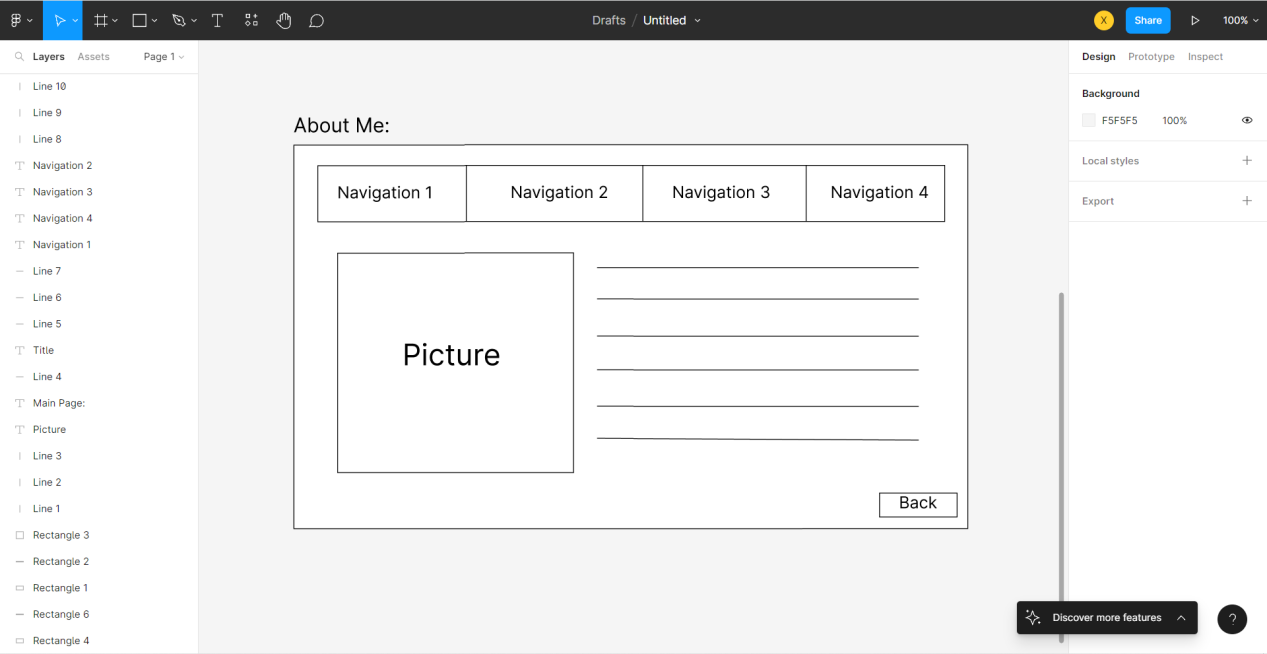 Drafts / Untitled
X
Share
100%
Layers Assets Page 1
Line 10
Line 9
Line 8
Navigation 2
Navigation 3
Navigation 4
Navigation 1
Line 7
Line 6
Line 5
Title
Line 4
Main Page:
Picture
Line 3
Line 2
Line 1
Rectangle 3
Rectangle 2
Rectangle 1
Rectangle 6
Rectangle 4
About Me:
Navigation 1 Navigation 2 Navigation 3 Navigation 4
Picture
Back
Design Prototype Inspect
Background
F5F5F5 100%
Local styles
Export
Discover more features
?